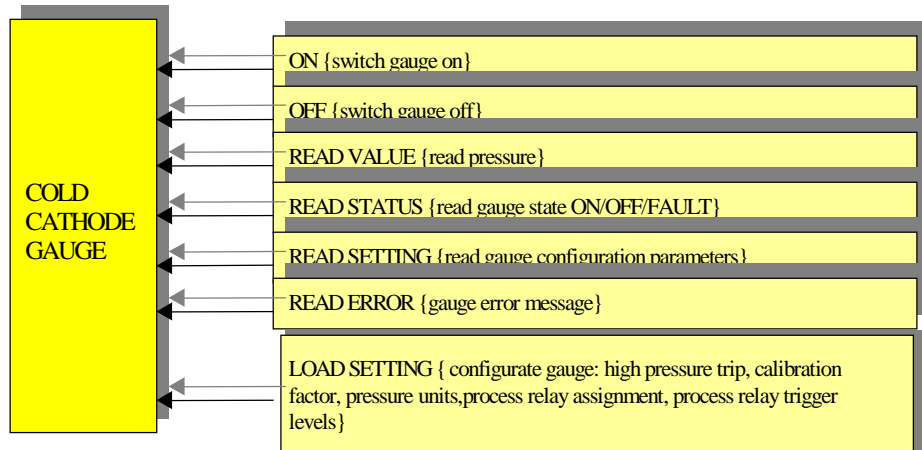 COLD
CATHODE
GAUGE
ON {switch gauge on}
OFF {switch gauge off}
READ VALUE {read pressure}
READ STATUS {read gauge state ON/OFF/FAULT}
READ SETTING {read gauge configuration parameters}
READ ERROR {gauge error message}
LOAD SETTING { configurate gauge: high pressure trip, calibration
factor, pressure units,process relay assignment, process relay trigger
levels}